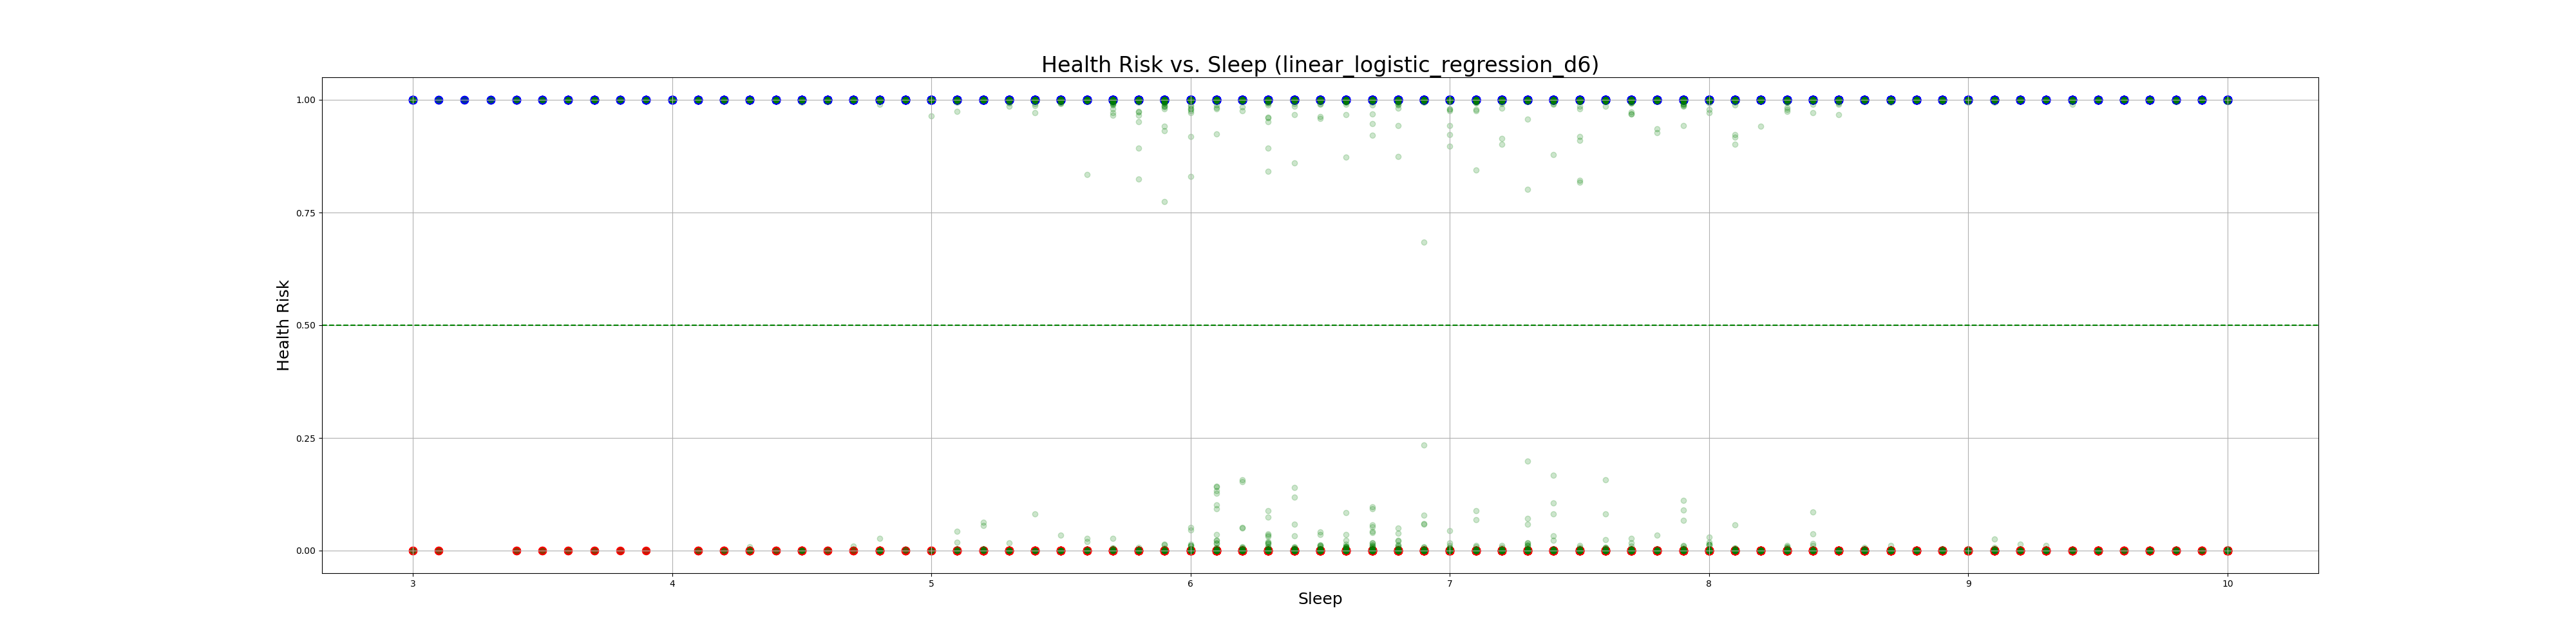 Health Risk vs. Sleep (linear_logistic_regression_d6)
Health Risk
1.00
0.75
0.50
0.25
0.00
3 4 5 6 7 8 9 10
Sleep